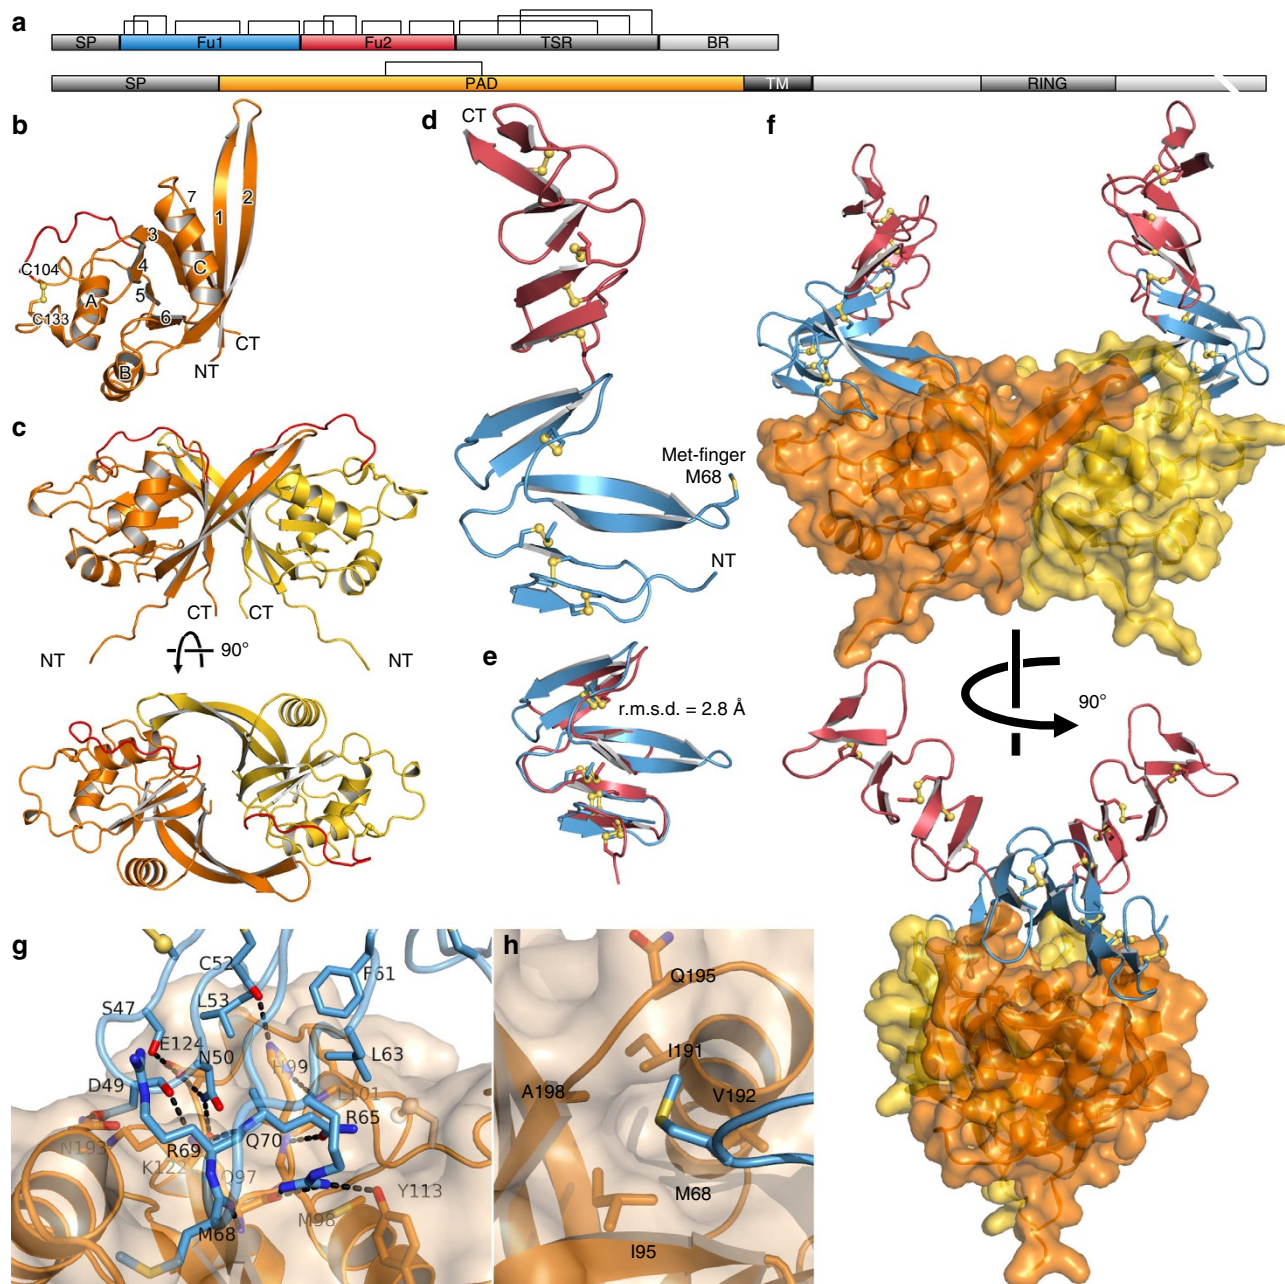 a
SP Fu1 Fu2 TSR BR
SP PAD TM RING
b
7
1
2
3
4
C
5
6
A
B
C104
C133
CT
NT
c
CT CT
NT NT
90°
d
CT
Met-finger
M68
NT
e
r.m.s.d. = 2.8 Å
f
90°
g
C52
F61
L53
S47
E124
N50
H99
L63
D49
L101
R65
N193
R69
Q70
K122
Q97
Y113
M98
M68
h
Q195
I191
A198
V192
M68
I95